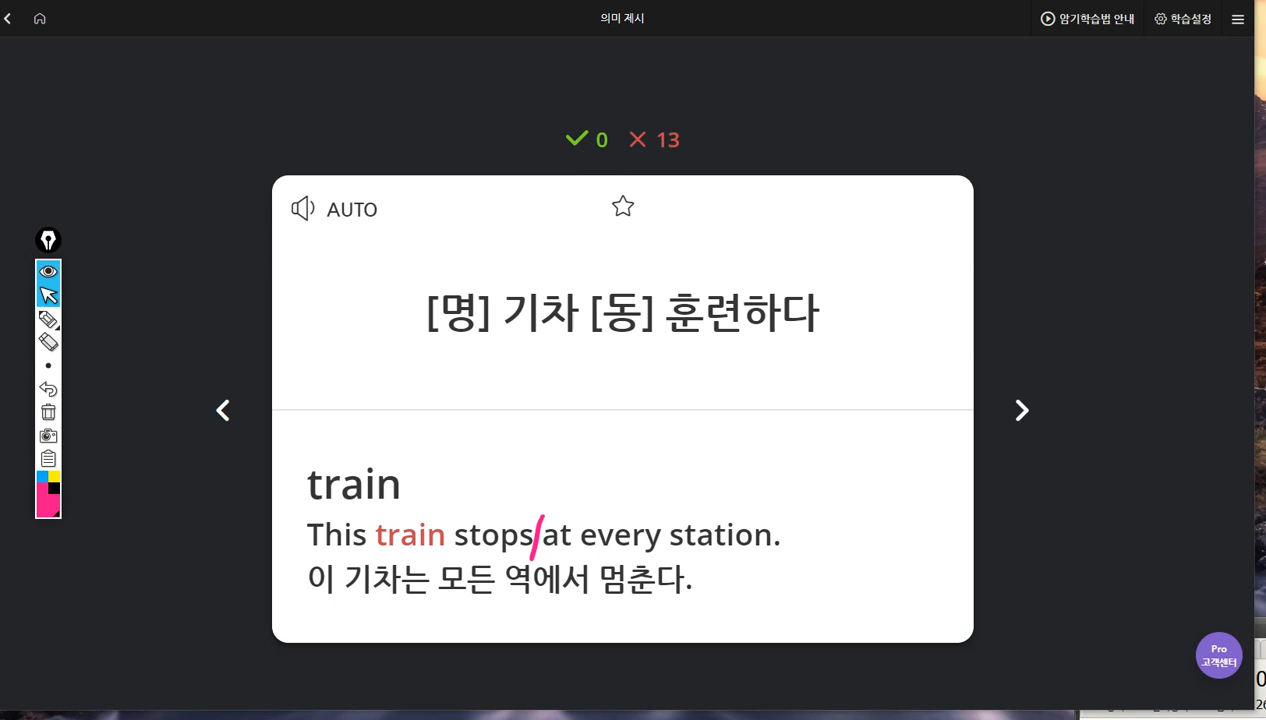 의미 제시
암기학습법 안내
학습설정
0 13
AUTO
[명] 기차 [동] 훈련하다
train
This train stops at every station.
이 기차는 모든 역에서 멈춘다.
Pro
고객센터